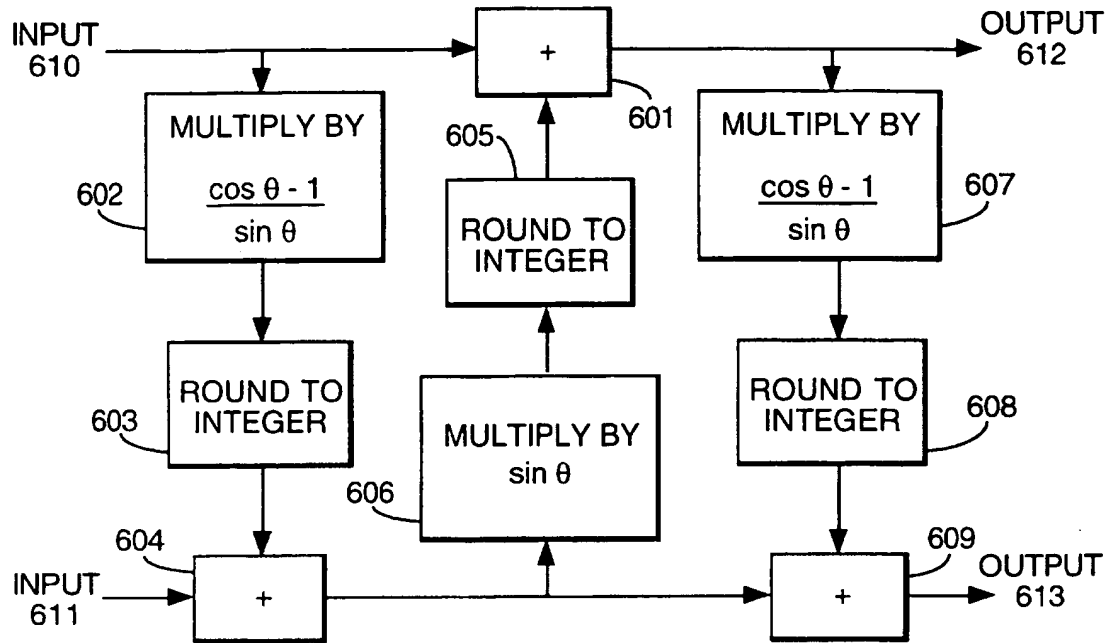 INPUT
610
+
601
OUTPUT
612
MULTIPLY BY
cos θ - 1
sin θ
602
605
ROUND TO
INTEGER
MULTIPLY BY
cos θ - 1
sin θ
607
ROUND TO
INTEGER
603
MULTIPLY BY
sin θ
606
ROUND TO
INTEGER
608
604
INPUT
611
+
+
609
OUTPUT
613